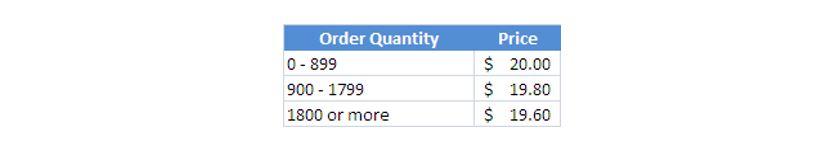 Order Quantity Price
0 - 899 $ 20.00
900 - 1799 $ 19.80
1800 or more $ 19.60